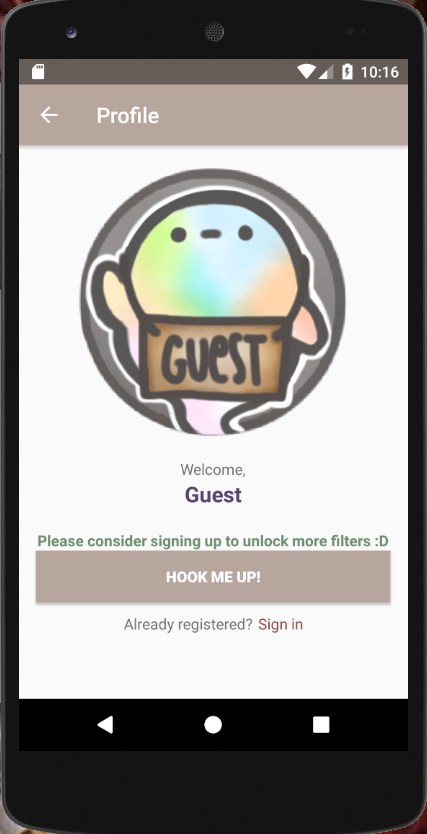 10:16
Profile
GUEST
Welcome,
Guest
Please consider signing up to unlock more filters :D
HOOK ME UP!
Already registered? Sign in